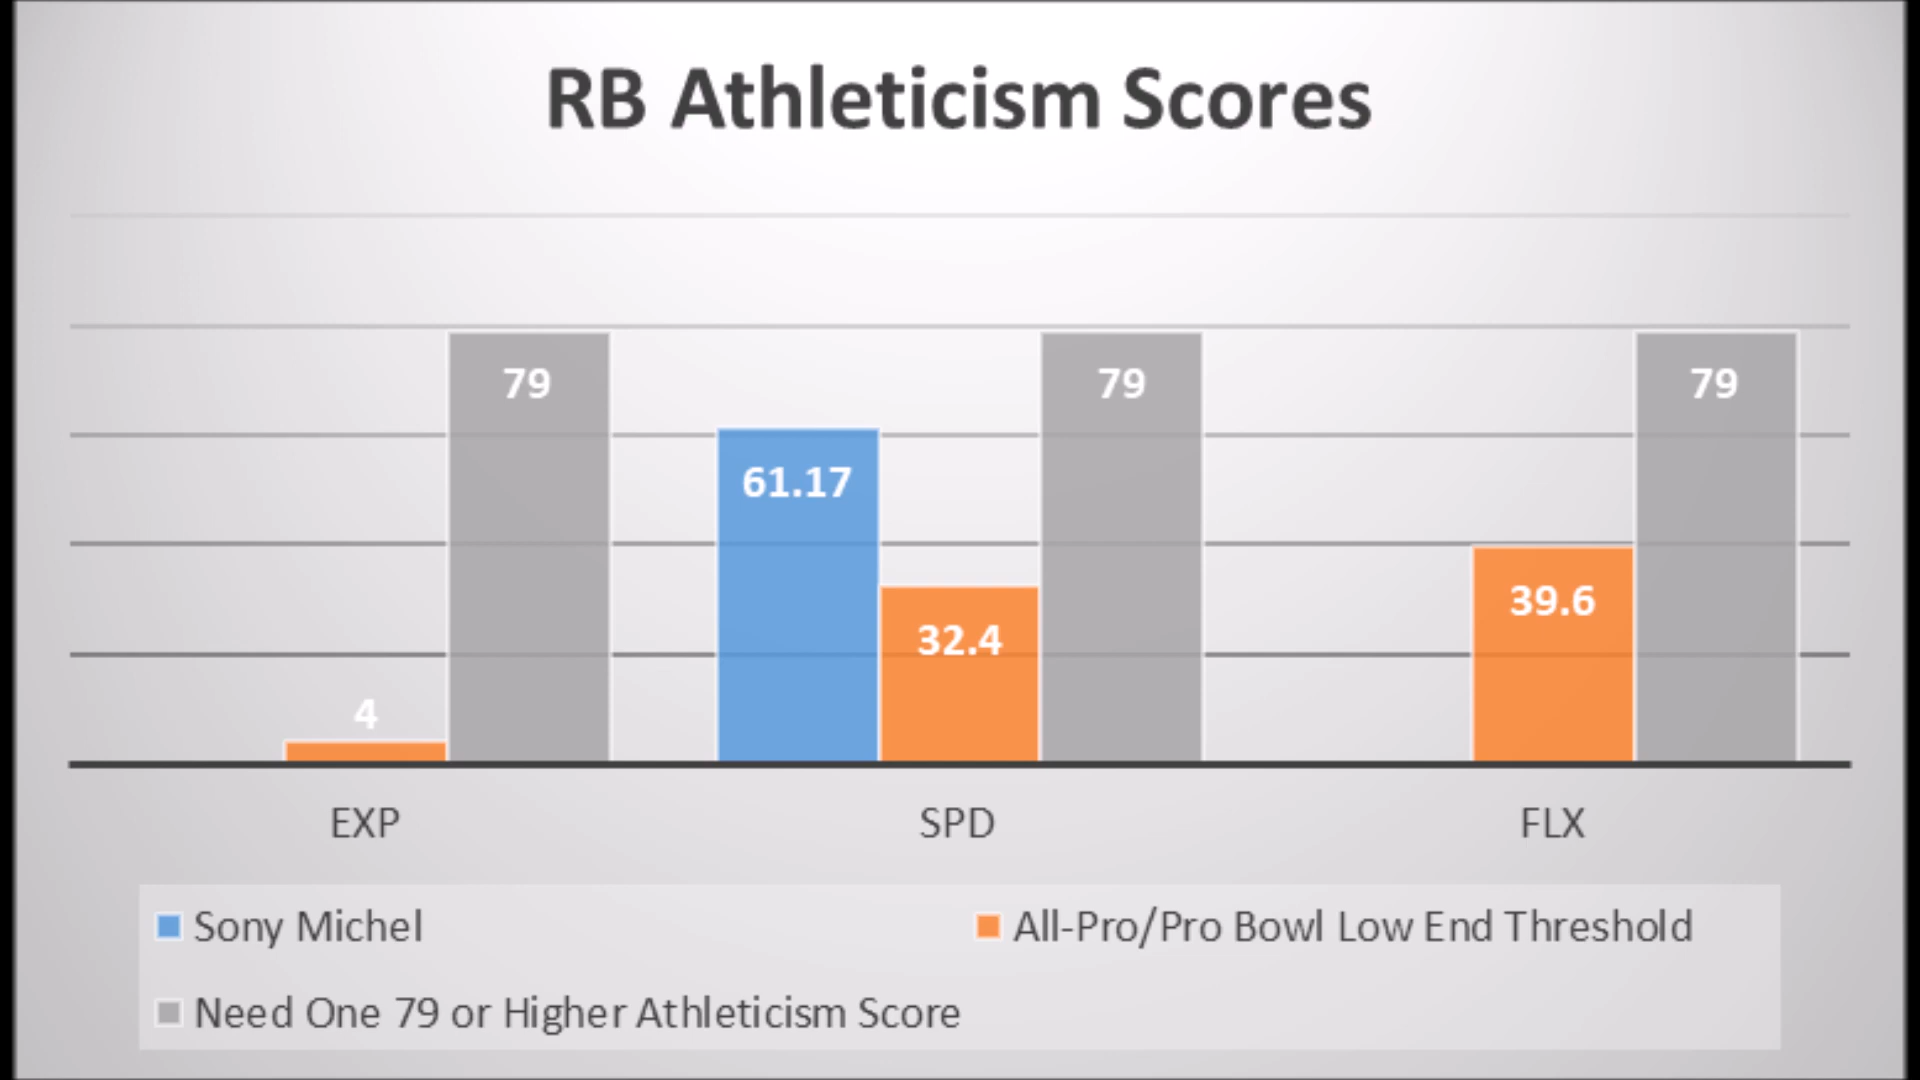 RB Athleticism Scores
79
79
79
61.17
39.6
32.4
4
EXP
SPD
FLX
Sony Michel
All-Pro/Pro Bowl Low End Threshold
Need One 79 or Higher Athleticism Score